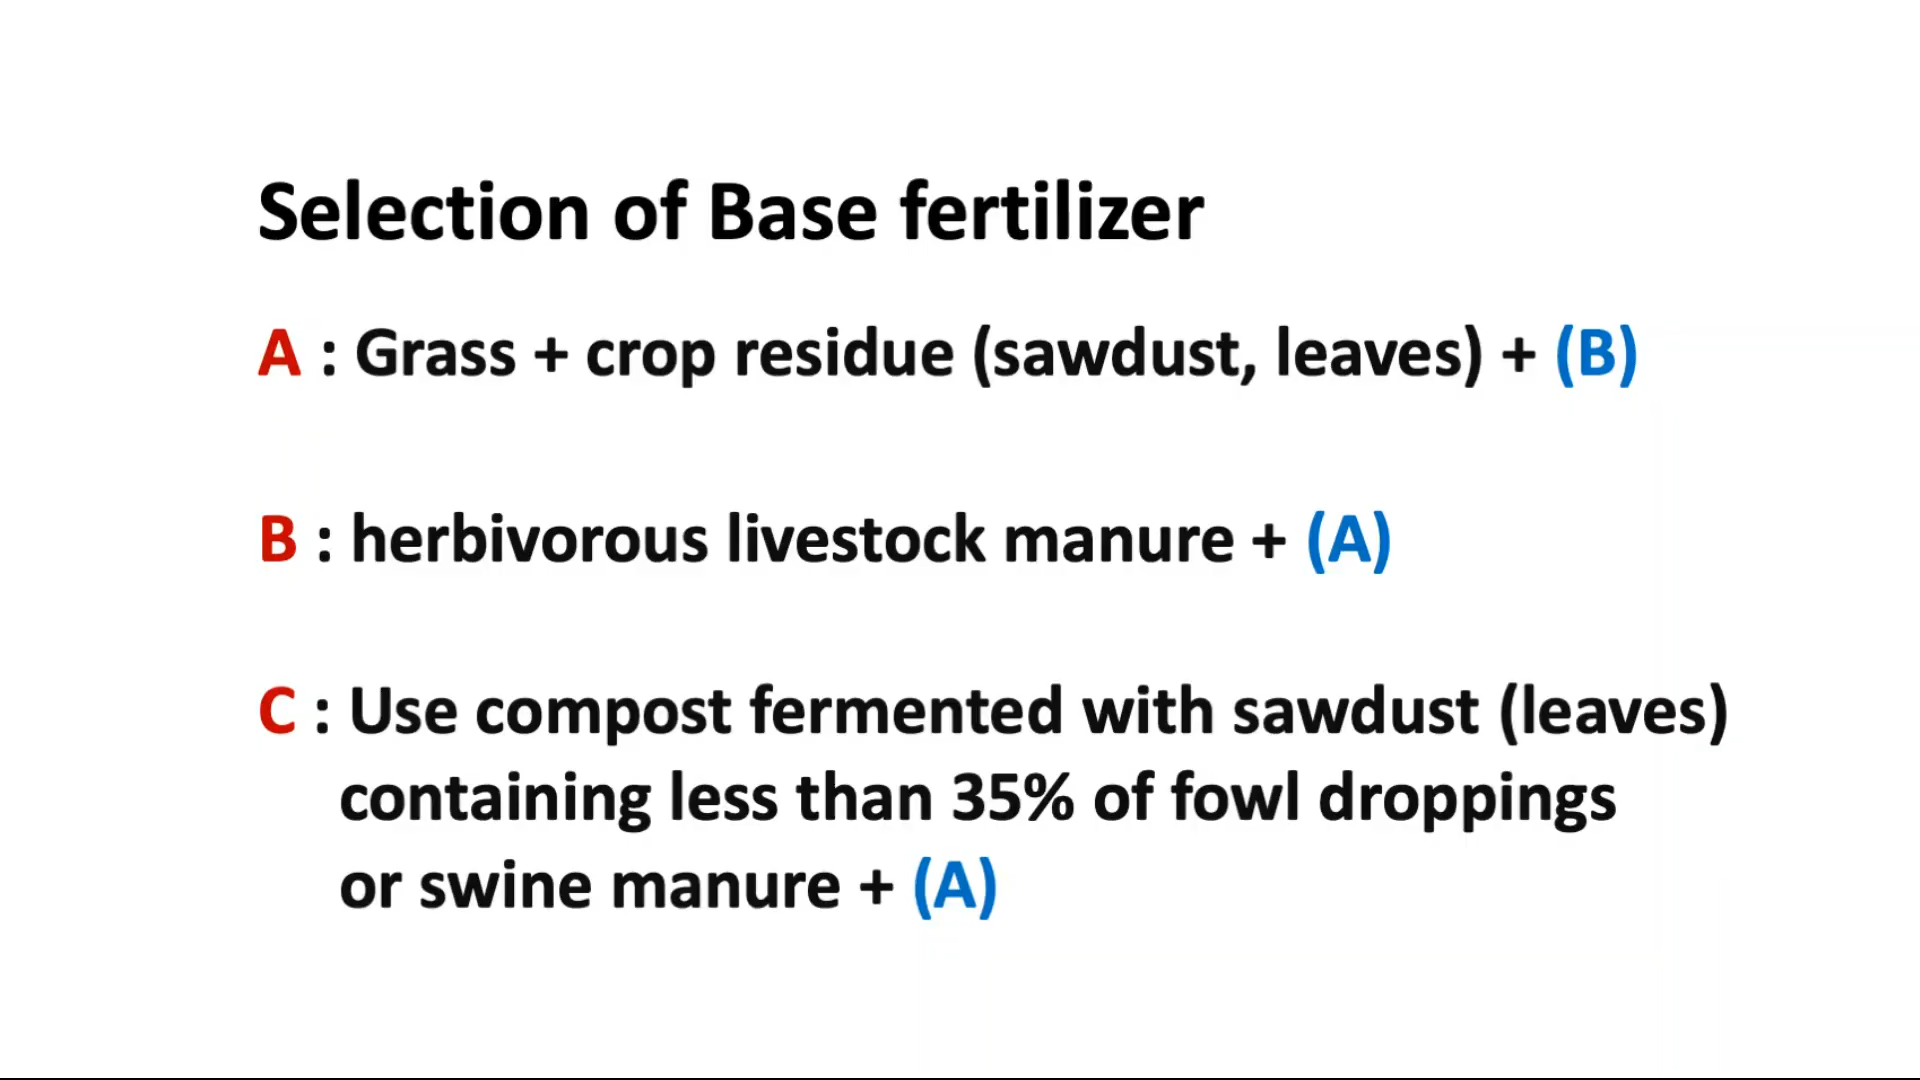 Selection of Base fertilizer
A : Grass + crop residue (sawdust, leaves) + (B)
B : herbivorous livestock manure + (A)
C : Use compost fermented with sawdust (leaves)
containing less than 35% of fowl droppings
or swine manure + (A)